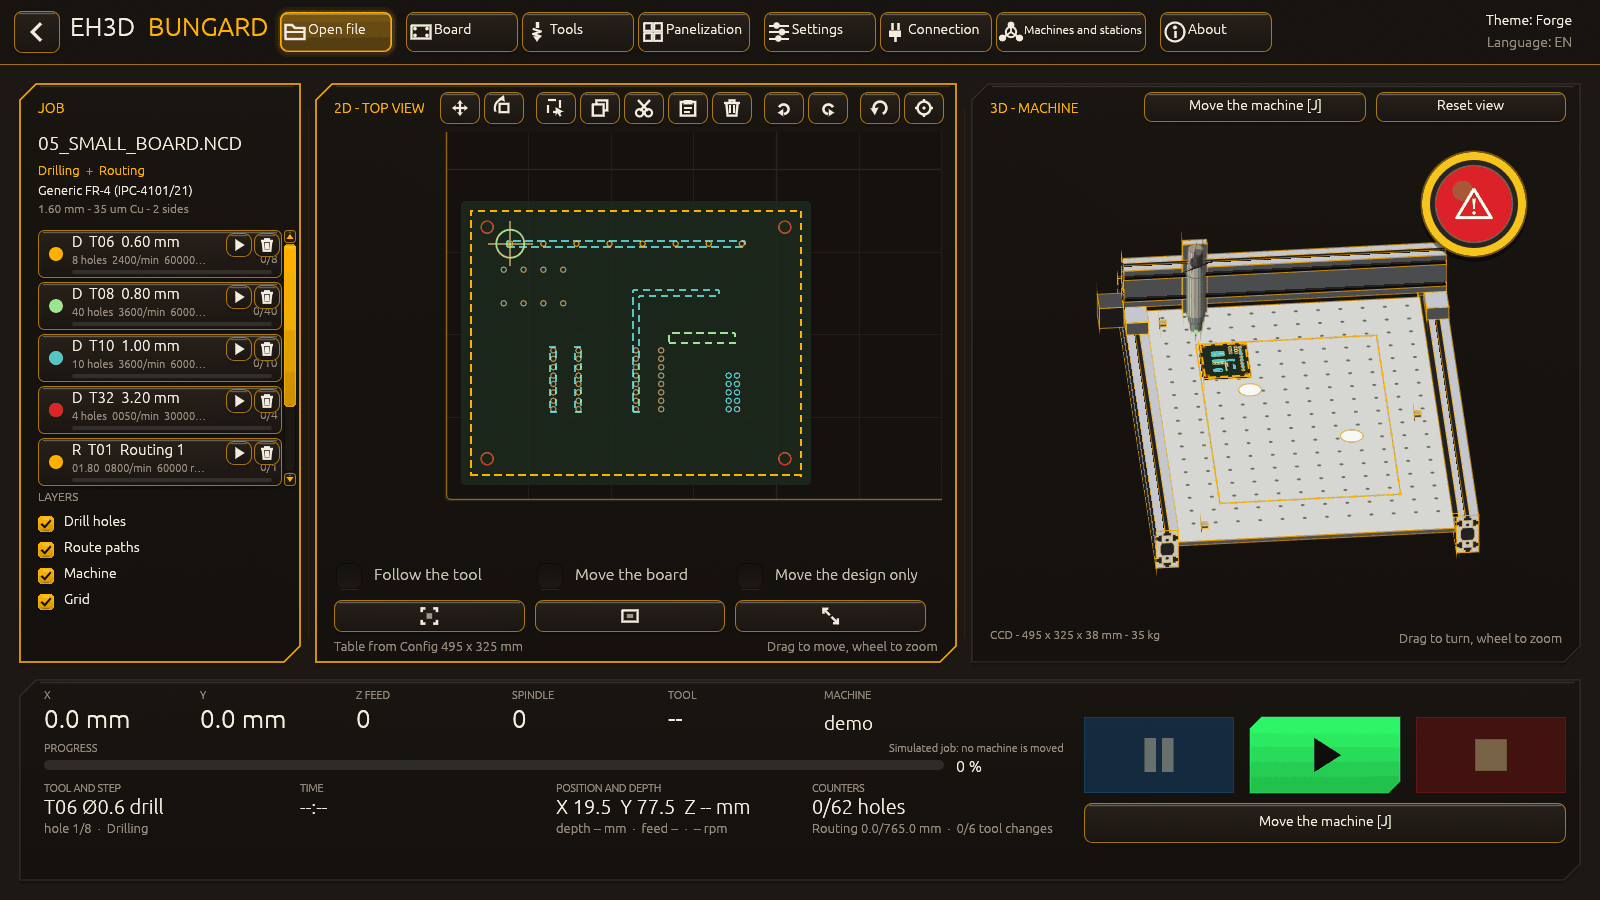 EH3D BUNGARD
Open file
Board
Tools
Panelization
Settings
Connection
Machines and stations
About
Theme: Forge
Language: EN
JOB
05_SMALL_BOARD.NCD
Drilling + Routing
Generic FR-4 (IPC-4101/21)
1.60 mm - 35 um Cu - 2 sides
D T06 0.60 mm
8 holes 2400/min 60000...
0/8
D T08 0.80 mm
40 holes 3600/min 6000...
0/40
D T10 1.00 mm
10 holes 3600/min 6000...
0/10
D T32 3.20 mm
4 holes 0050/min 30000...
0/4
R T01 Routing 1
01.80 0800/min 60000 r...
0/1
LAYERS
Drill holes
Route paths
Machine
Grid
2D - TOP VIEW
Follow the tool
Move the board
Move the design only
Table from Config 495 x 325 mm
Drag to move, wheel to zoom
3D - MACHINE
Move the machine [J]
Reset view
CCD - 495 x 325 x 38 mm - 35 kg
Drag to turn, wheel to zoom
X
0.0 mm
Y
0.0 mm
Z FEED
0
SPINDLE
0
TOOL
--
MACHINE
demo
PROGRESS
Simulated job: no machine is moved
0 %
TOOL AND STEP
T06 Ø0.6 drill
hole 1/8 · Drilling
TIME
--:--
POSITION AND DEPTH
X 19.5 Y 77.5 Z -- mm
depth -- mm · feed -- · -- rpm
COUNTERS
0/62 holes
Routing 0.0/765.0 mm · 0/6 tool changes
Move the machine [J]